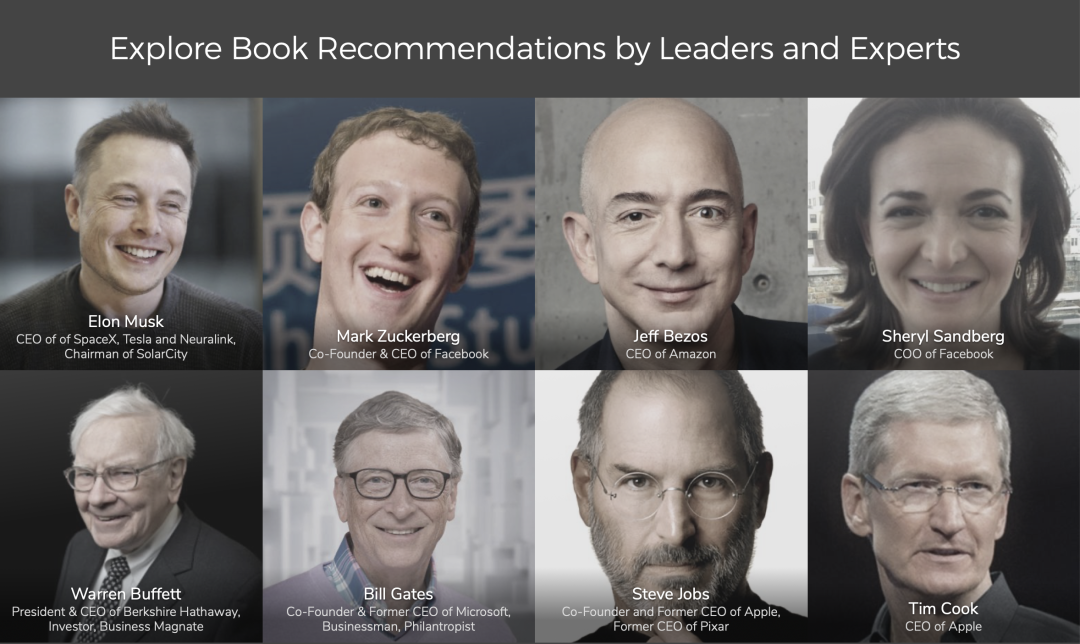 Explore Book Recommendations by Leaders and Experts
Elon Musk
CEO of of SpaceX, Tesla and Neuralink,
Chairman of SolarCity
Mark Zuckerberg
Co-Founder & CEO of Facebook
Jeff Bezos
CEO of Amazon
Sheryl Sandberg
COO of Facebook
Warren Buffett
President & CEO of Berkshire Hathaway,
Investor, Business Magnate
Bill Gates
Co-Founder & Former CEO of Microsoft,
Businessman, Philantropist
Steve Jobs
Co-Founder and Former CEO of Apple,
Former CEO of Pixar
Tim Cook
CEO of Apple